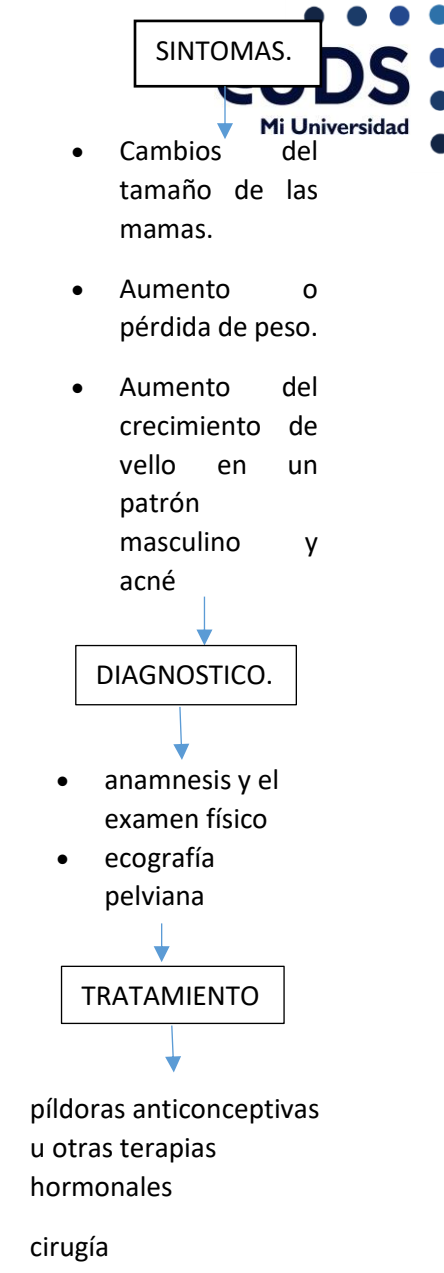 SINTOMAS.
Mi Universidad
• Cambios del
tamaño de las
mamas.
• Aumento o
pérdida de peso.
• Aumento del
crecimiento de
vello en un
patrón
masculino y
acné
DIAGNOSTICO.
• anamnesis y el
examen físico
• ecografía
pelviana
TRATAMIENTO
píldoras anticonceptivas
u otras terapias
hormonales
cirugía